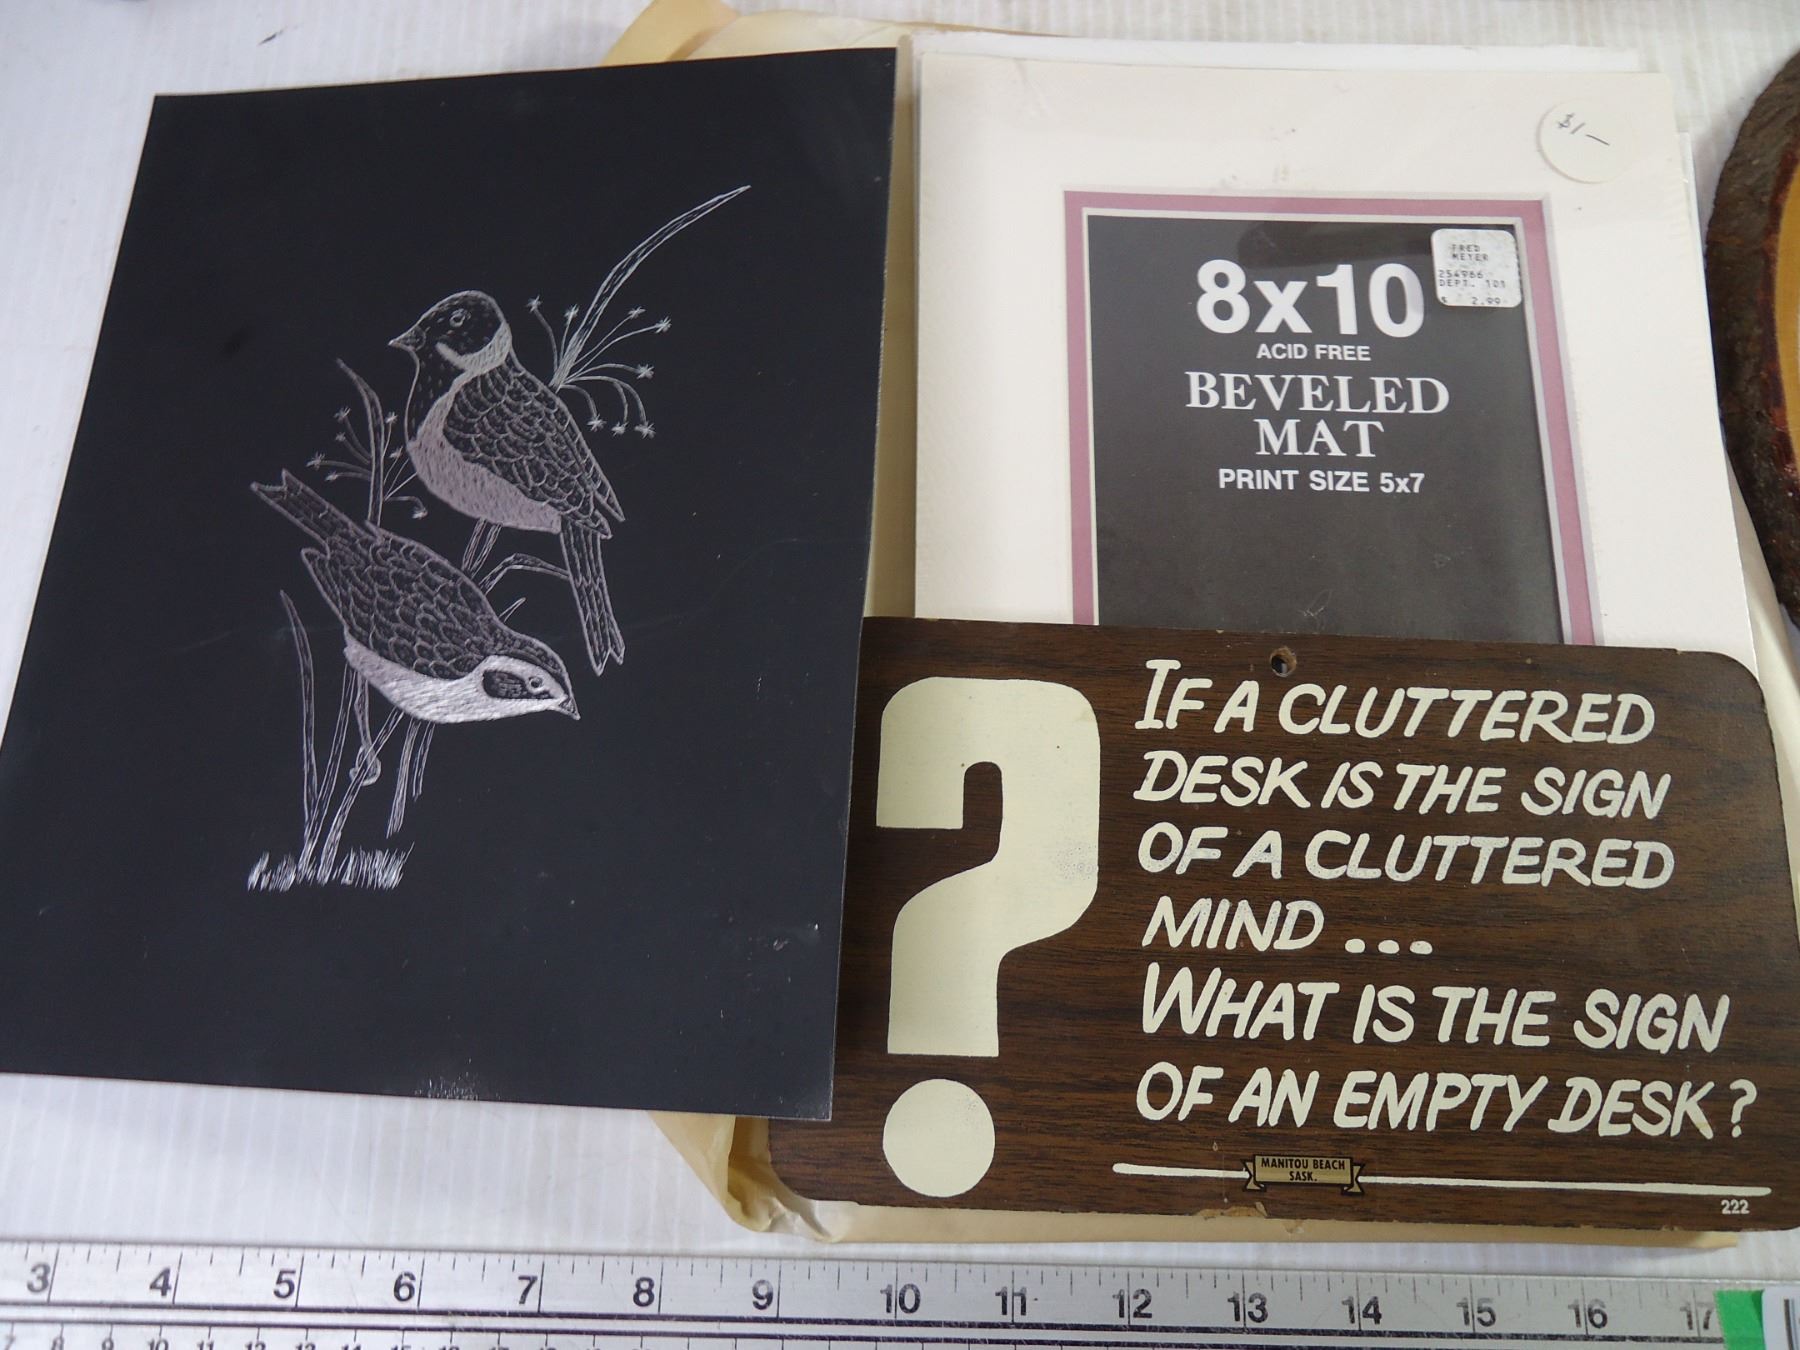 $1-
FRED
MEYER
254966
DEPT. 101
$ 2.99
8x10
ACID FREE
BEVELED
MAT
PRINT SIZE 5x7
?
IF A CLUTTERED
DESK IS THE SIGN
OF A CLUTTERED
MIND ...
WHAT IS THE SIGN
OF AN EMPTY DESK?
MANITOU BEACH
SASK.
222
3 4 5 6 7 8 9 10 11 12 13 14 15 16 17